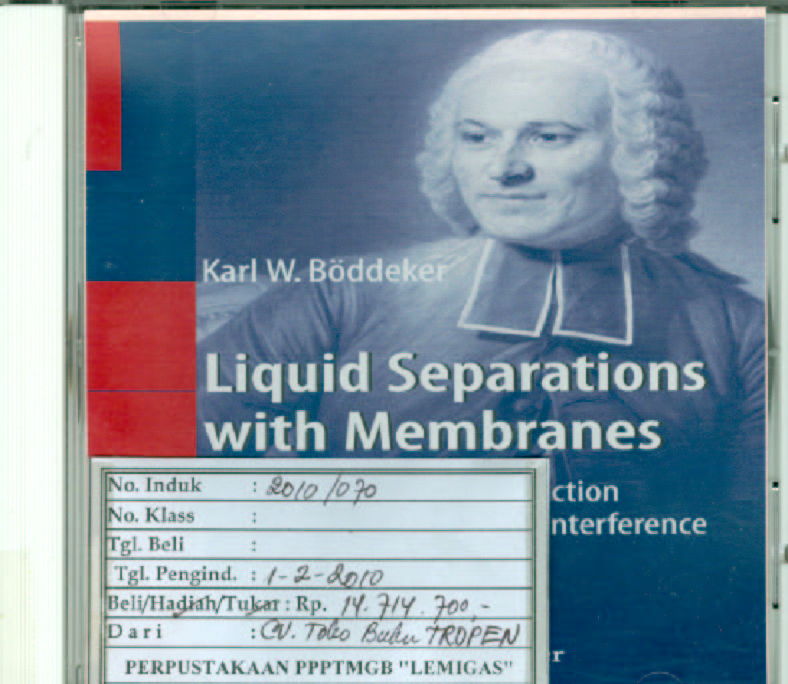 Karl W. Böddeker
Liquid Separations
with Membranes
ction
nterference
r
No. Induk : 2010/070
No. Klass :
Tgl. Beli :
Tgl. Pengind. : 1-2-2010
Beli/Hadiah/Tukar : Rp. 14.714.700,-
Dari : CV. Toko Buku TROPEN
PERPUSTAKAAN PPPTMGB "LEMIGAS"